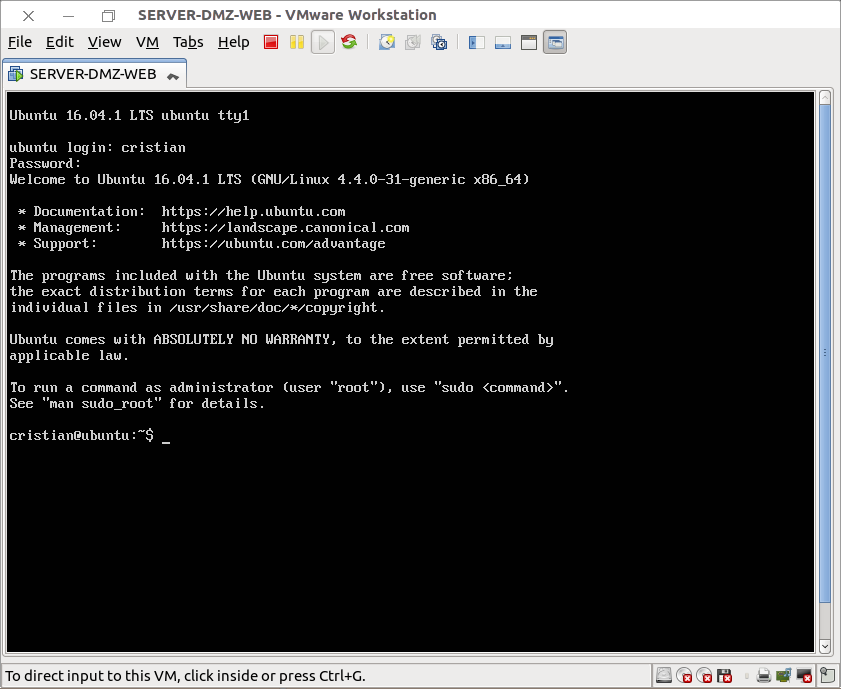 SERVER-DMZ-WEB - VMware Workstation
File Edit View VM Tabs Help
SERVER-DMZ-WEB
Ubuntu 16.04.1 LTS ubuntu tty1
ubuntu login: cristian
Password:
Welcome to Ubuntu 16.04.1 LTS (GNU/Linux 4.4.0-31-generic x86_64)
* Documentation:  https://help.ubuntu.com
* Management:     https://landscape.canonical.com
* Support:        https://ubuntu.com/advantage
The programs included with the Ubuntu system are free software;
the exact distribution terms for each program are described in the
individual files in /usr/share/doc/*/copyright.
Ubuntu comes with ABSOLUTELY NO WARRANTY, to the extent permitted by
applicable law.
To run a command as administrator (user "root"), use "sudo <command>".
See "man sudo_root" for details.
cristian@ubuntu:~$ _
To direct input to this VM, click inside or press Ctrl+G.